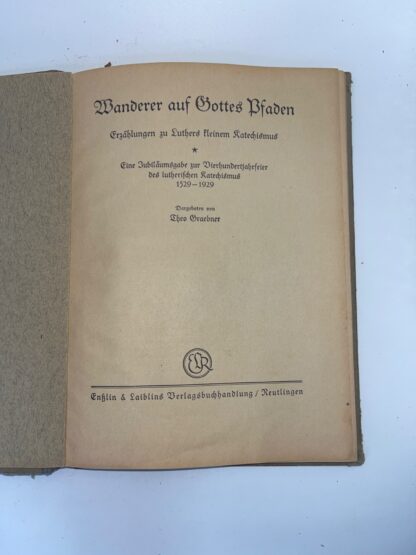 Wanderer auf Gottes Pfaden
Erzählungen zu Luthers kleinem Katechismus
*
Eine Jubiläumsgabe zur Vierhundertjahrfeier
des lutherischen Katechismus
1529–1929
Dargeboten von
Theo Graebner
Enßlin & Laiblins Verlagsbuchhandlung / Reutlingen